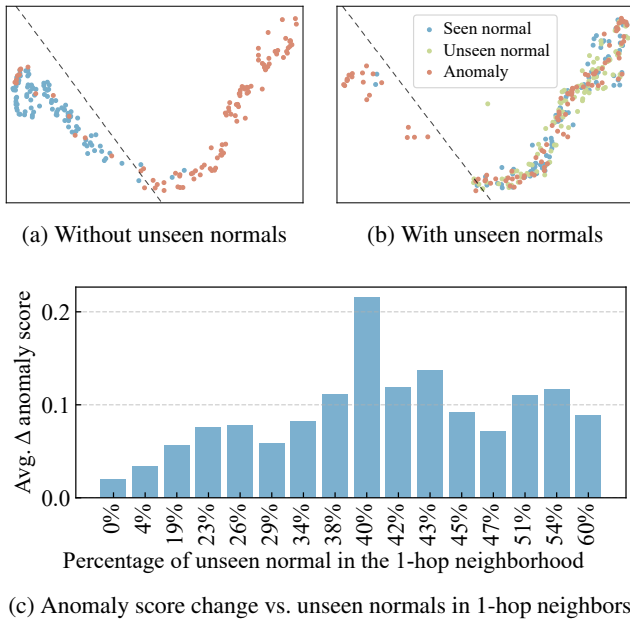 Seen normal
Unseen normal
Anomaly
(a) Without unseen normals
(b) With unseen normals
Avg. Δ anomaly score
0.2
0.1
0.0
0%
4%
19%
23%
26%
29%
34%
38%
40%
42%
43%
45%
47%
51%
54%
60%
Percentage of unseen normal in the 1-hop neighborhood
(c) Anomaly score change vs. unseen normals in 1-hop neighbors